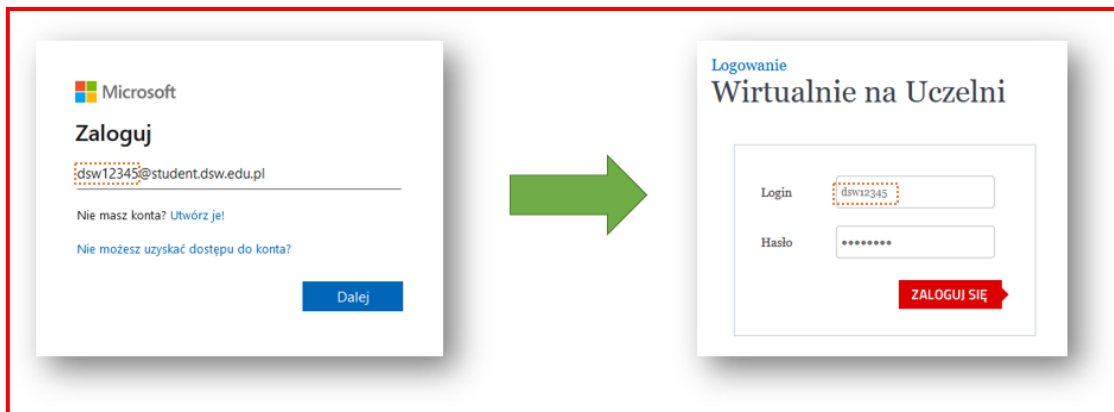 Microsoft
Zaloguj
dsw12345@student.dsw.edu.pl
Nie masz konta? Utwórz je!
Nie możesz uzyskać dostępu do konta?
Dalej
Logowanie
Wirtualnie na Uczelni
Login dsw12345
Hasło ••••••••
ZALOGUJ SIĘ